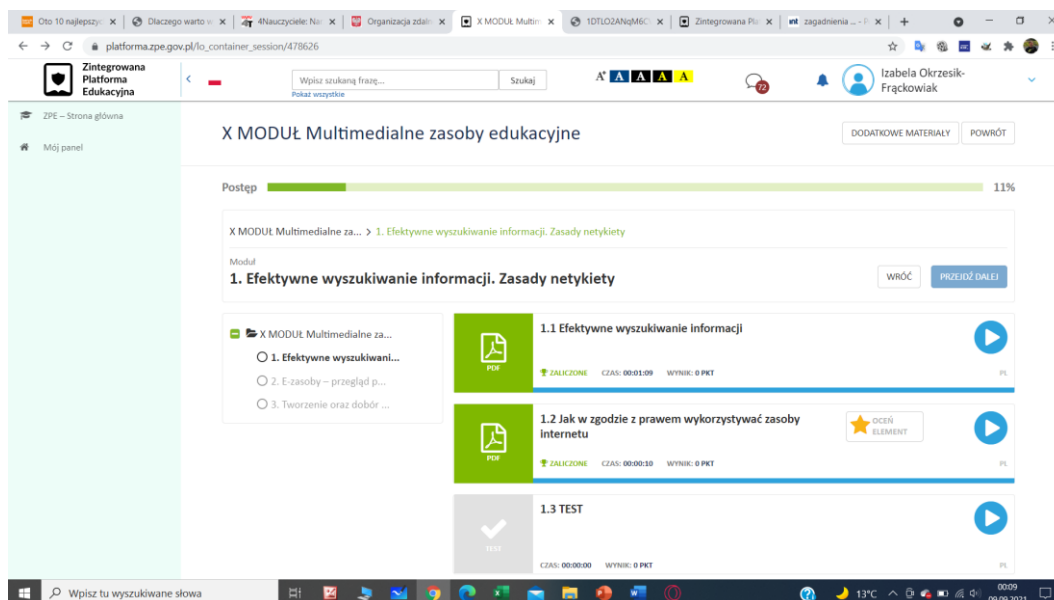 Oto 10 najlepszyc
Dlaczego warto w
4Nauczyciele: Na
Organizacja zdaln
X MODUŁ Multim
1DTLO2ANqM6C
Zintegrowana Pla
zagadnienia ... - P
platforma.zpe.gov.pl/lo_container_session/478626
Zintegrowana
Platforma
Edukacyjna
Wpisz szukaną frazę...
Szukaj
Pokaż wszystkie
A A A A A A
72
Izabela Okrzesik-
Frąckowiak
ZPE – Strona główna
Mój panel
X MODUŁ Multimedialne zasoby edukacyjne
DODATKOWE MATERIAŁY
POWRÓT
Postęp
11%
X MODUŁ Multimedialne za... > 1. Efektywne wyszukiwanie informacji. Zasady netykiety
Moduł
1. Efektywne wyszukiwanie informacji. Zasady netykiety
WRÓĆ
PRZEJDŹ DALEJ
X MODUŁ Multimedialne za...
1. Efektywne wyszukiwani...
2. E-zasoby – przegląd p...
3. Tworzenie oraz dobór ...
PDF
1.1 Efektywne wyszukiwanie informacji
ZALICZONE CZAS: 00:01:09 WYNIK: 0 PKT
PL
PDF
1.2 Jak w zgodzie z prawem wykorzystywać zasoby
internetu
OCEŃ
ELEMENT
ZALICZONE CZAS: 00:00:10 WYNIK: 0 PKT
PL
TEST
1.3 TEST
CZAS: 00:00:00 WYNIK: 0 PKT
PL
Wpisz tu wyszukiwane słowa
13°C
00:09
09.09.2021